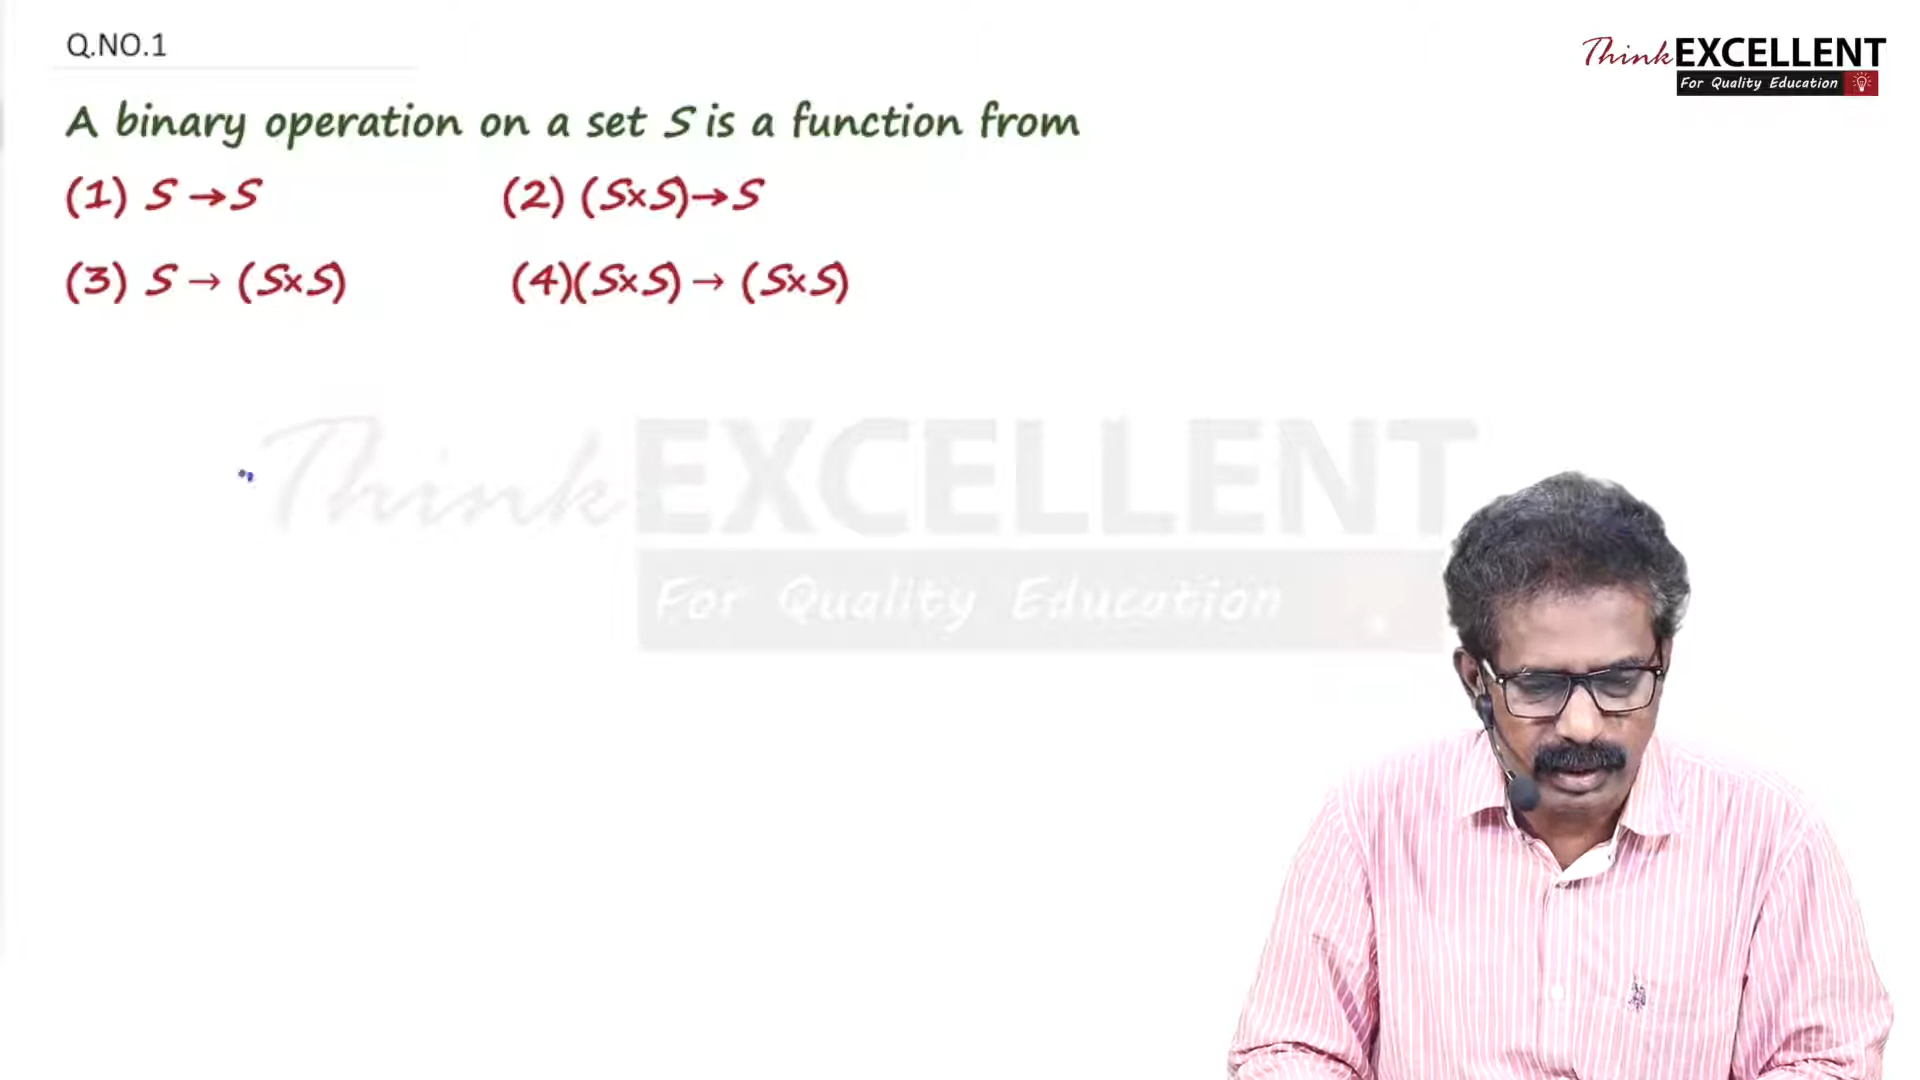 Q.NO.1
Think EXCELLENT
For Quality Education
A binary operation on a set S is a function from
(1) S →S (2) (S×S)→S
(3) S → (S×S) (4)(S×S) → (S×S)
Think EXCELLENT
For Quality Education